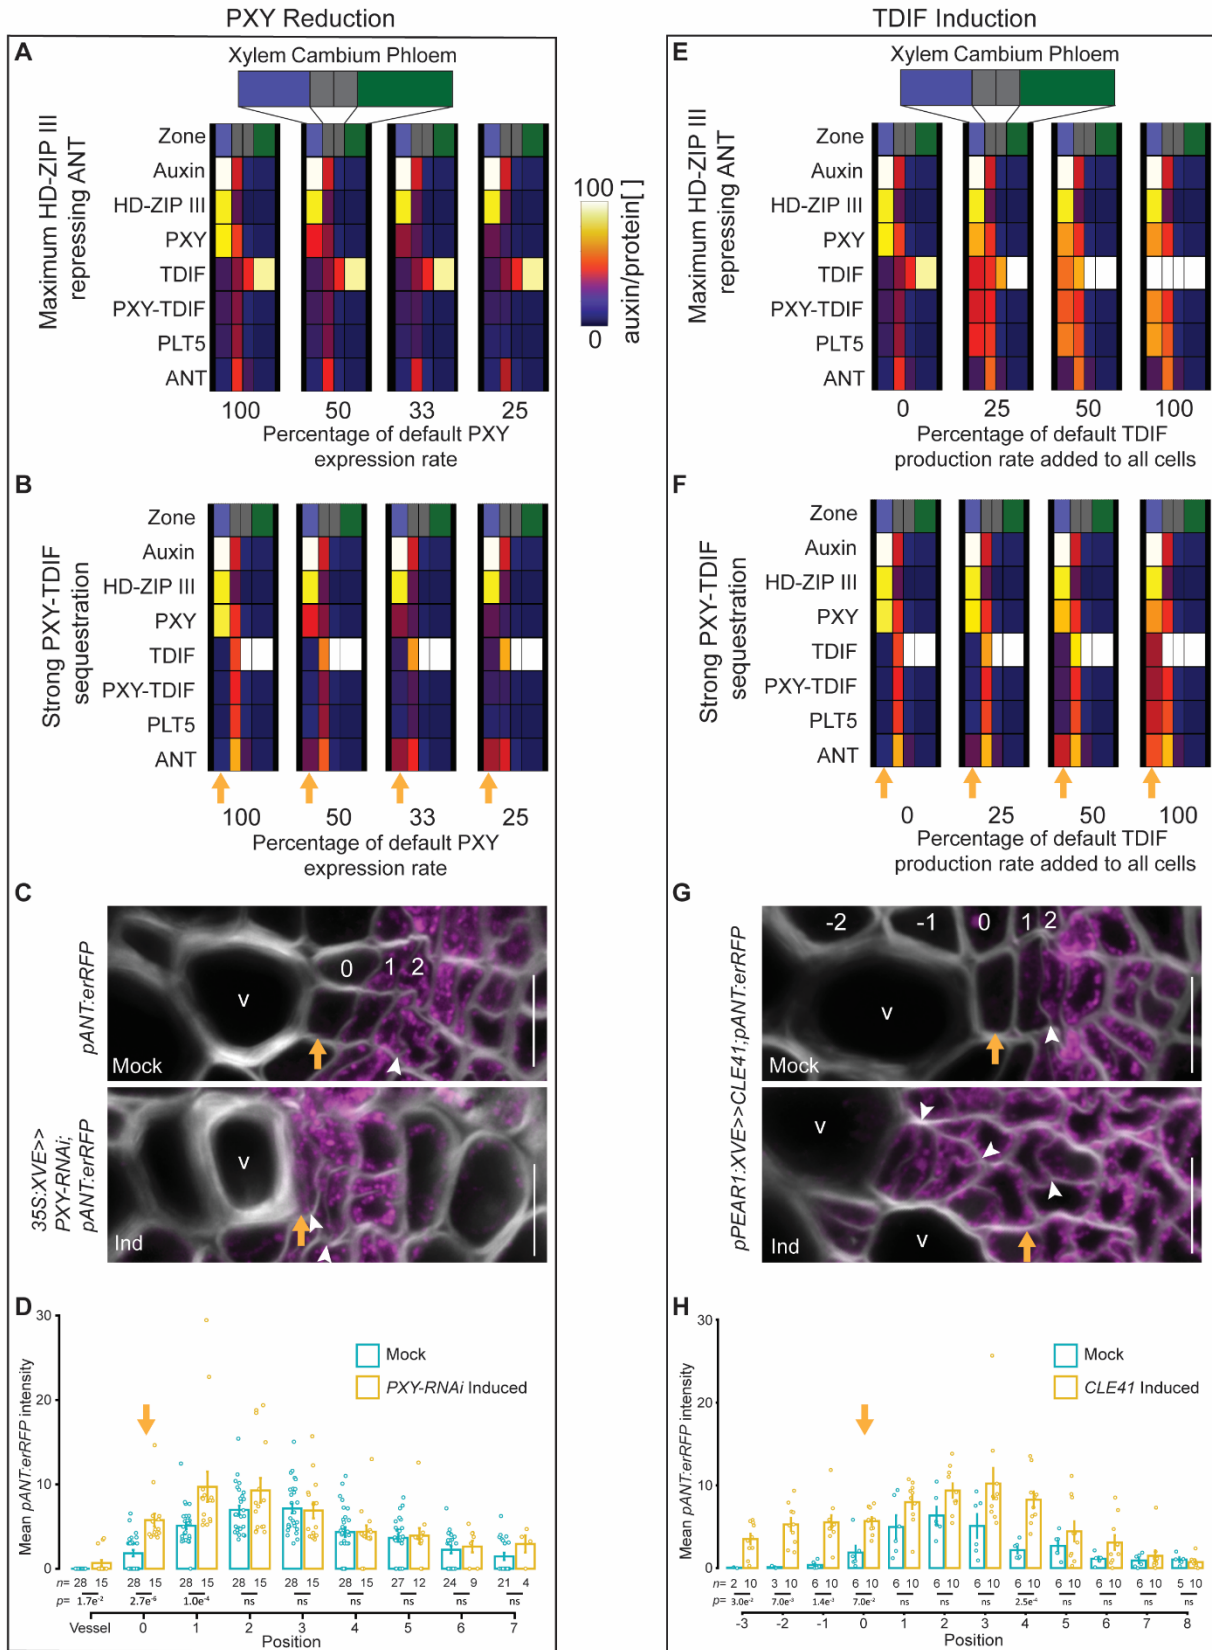 PXY Reduction
A
Xylem Cambium Phloem
Maximum HD-ZIP III
repressing ANT
Zone
Auxin
HD-ZIP III
PXY
TDIF
PXY-TDIF
PLT5
ANT
100 50 33 25
Percentage of default PXY
expression rate
100
0
auxin/protein[ ]
B
Strong PXY-TDIF
sequestration
Zone
Auxin
HD-ZIP III
PXY
TDIF
PXY-TDIF
PLT5
ANT
100 50 33 25
Percentage of default PXY
expression rate
C
pANT:erRFP
0 1 2
v
Mock
35S:XVE>>
PXY-RNAi;
pANT:erRFP
v
Ind
D
Mean pANT:erRFP intensity
30
20
10
0
Mock
PXY-RNAi Induced
n= 28 15 28 15 28 15 28 15 28 15 28 15 27 12 24 9 21 4
p= 1.7e-2 2.7e-6 1.0e-4 ns ns ns ns ns ns
Vessel 0 1 2 3 4 5 6 7
Position
TDIF Induction
E
Xylem Cambium Phloem
Maximum HD-ZIP III
repressing ANT
Zone
Auxin
HD-ZIP III
PXY
TDIF
PXY-TDIF
PLT5
ANT
0 25 50 100
Percentage of default TDIF
production rate added to all cells
F
Strong PXY-TDIF
sequestration
Zone
Auxin
HD-ZIP III
PXY
TDIF
PXY-TDIF
PLT5
ANT
0 25 50 100
Percentage of default TDIF
production rate added to all cells
G
pPEAR1:XVE>>CLE41;pANT:erRFP
-2 -1 0 1 2
v
Mock
v
v
Ind
H
Mean pANT:erRFP intensity
30
20
10
0
Mock
CLE41 Induced
n= 2 10 3 10 6 10 6 10 6 10 6 10 6 10 6 10 6 10 6 10 6 10 5 10
p= 3.0e-2 7.0e-3 1.4e-3 7.0e-2 ns ns ns 2.5e-4 ns ns ns ns
-3 -2 -1 0 1 2 3 4 5 6 7 8
Position